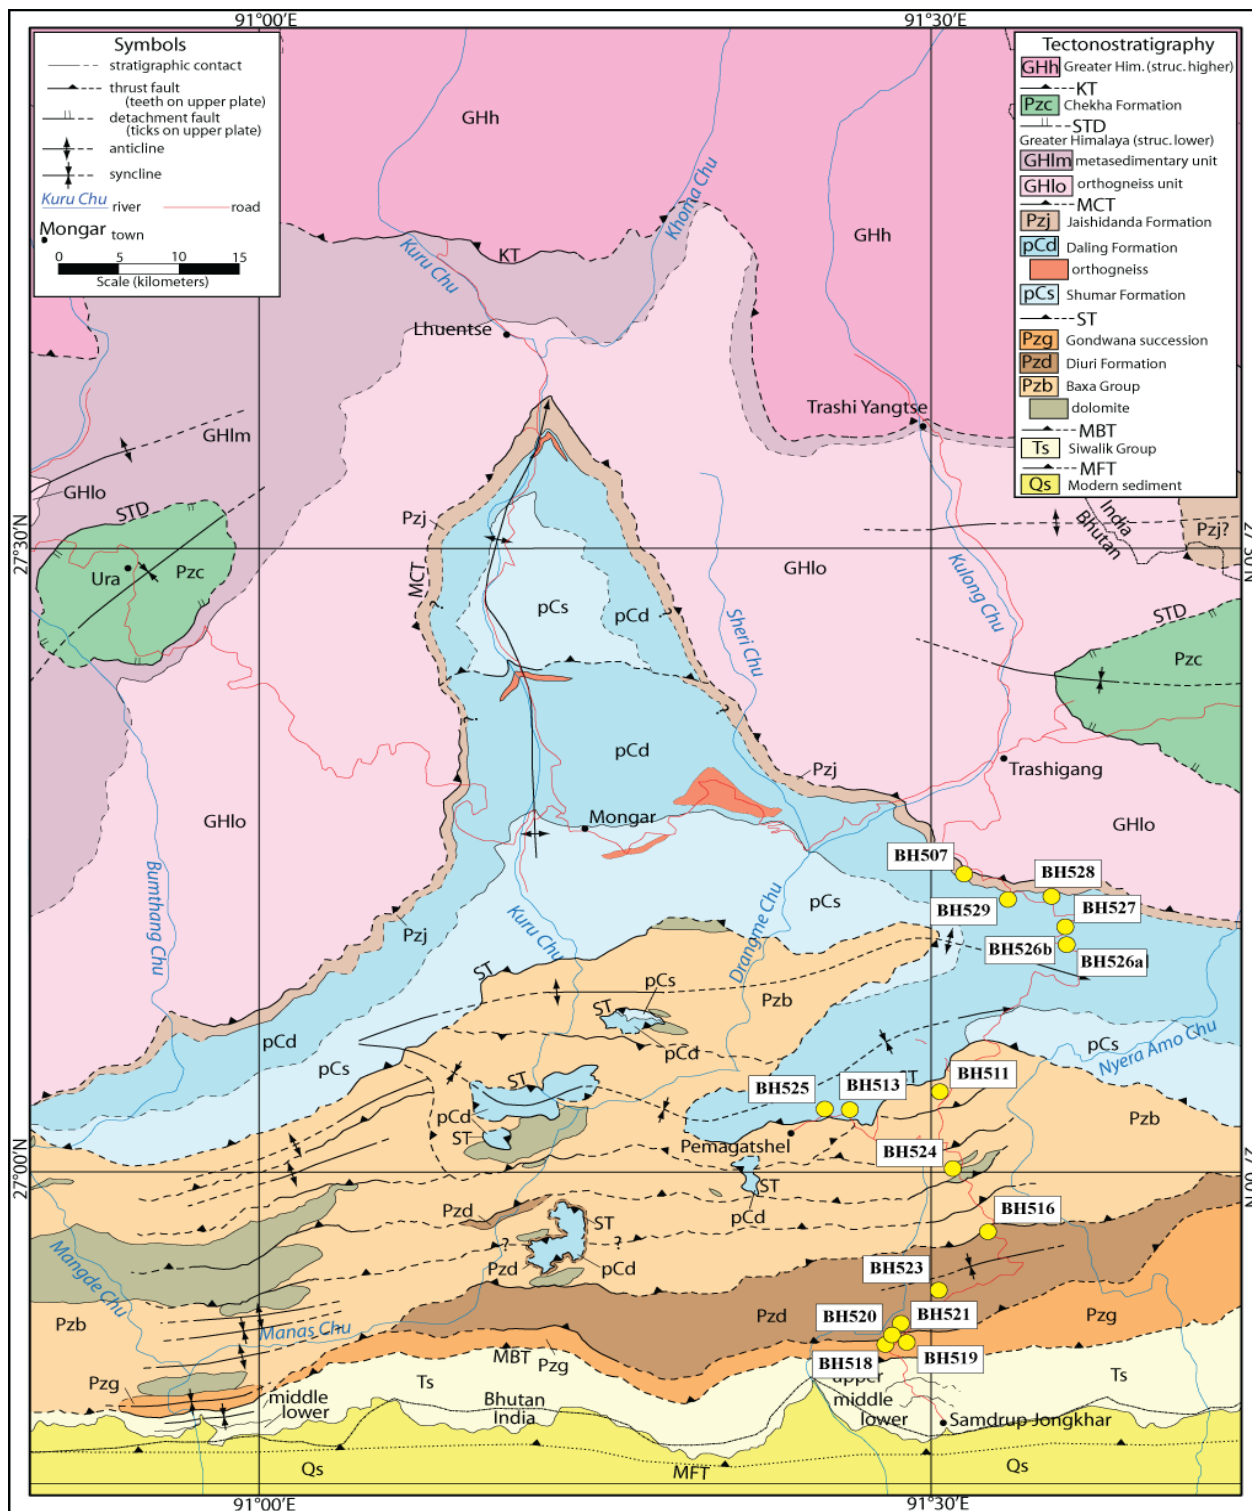 91°00'E
91°30'E
Symbols
stratigraphic contact
thrust fault
(teeth on upper plate)
detachment fault
(ticks on upper plate)
anticline
syncline
Kuru Chu river road
Mongar town
0 5 10 15
Scale (kilometers)
Tectonostratigraphy
GHh Greater Him. (struc. higher)
KT
Pzc Chekha Formation
STD
Greater Himalaya (struc. lower)
GHlm metasedimentary unit
GHlo orthogneiss unit
MCT
Pzj Jaishidanda Formation
pCd Daling Formation
orthogneiss
pCs Shumar Formation
ST
Pzg Gondwana succession
Pzd Diuri Formation
Pzb Baxa Group
dolomite
MBT
Ts Siwalik Group
MFT
Qs Modern sediment
GHh
Khoma Chu
GHh
Kuru Chu
KT
Lhuentse
Trashi Yangtse
GHlm
GHlo
STD
Pzj
India
Bhutan
Pzj?
27°30'N
27°30'N
Ura
Pzc
MCT
GHlo
Kulong Chu
pCs
pCd
?
?
Sheri Chu
STD
Pzc
?
?
pCd
Pzj
Trashigang
GHlo
Mongar
GHlo
BH507
BH528
Bumthang Chu
pCs
BH529
BH527
Pzj
Kuru Chu
Drangme Chu
BH526b
BH526a
ST
pCs
Pzb
ST
pCd
pCd
pCs
pCs
Nyera Amo Chu
ST
BH525
BH513
ST
BH511
pCd
ST
Pzb
Pemagatshel
BH524
27°00'N
27°00'N
ST
pCd
Pzd
ST
BH516
?
?
Pzd
pCd
BH523
Mangde Chu
Pzb
Manas Chu
Pzd
BH520
BH521
Pzg
MBT
Pzg
BH518
BH519
Pzg
Ts
upper
Ts
middle
lower
Bhutan
India
middle
lower
Samdrup Jongkhar
Qs
MFT
Qs
91°00'E
91°30'E